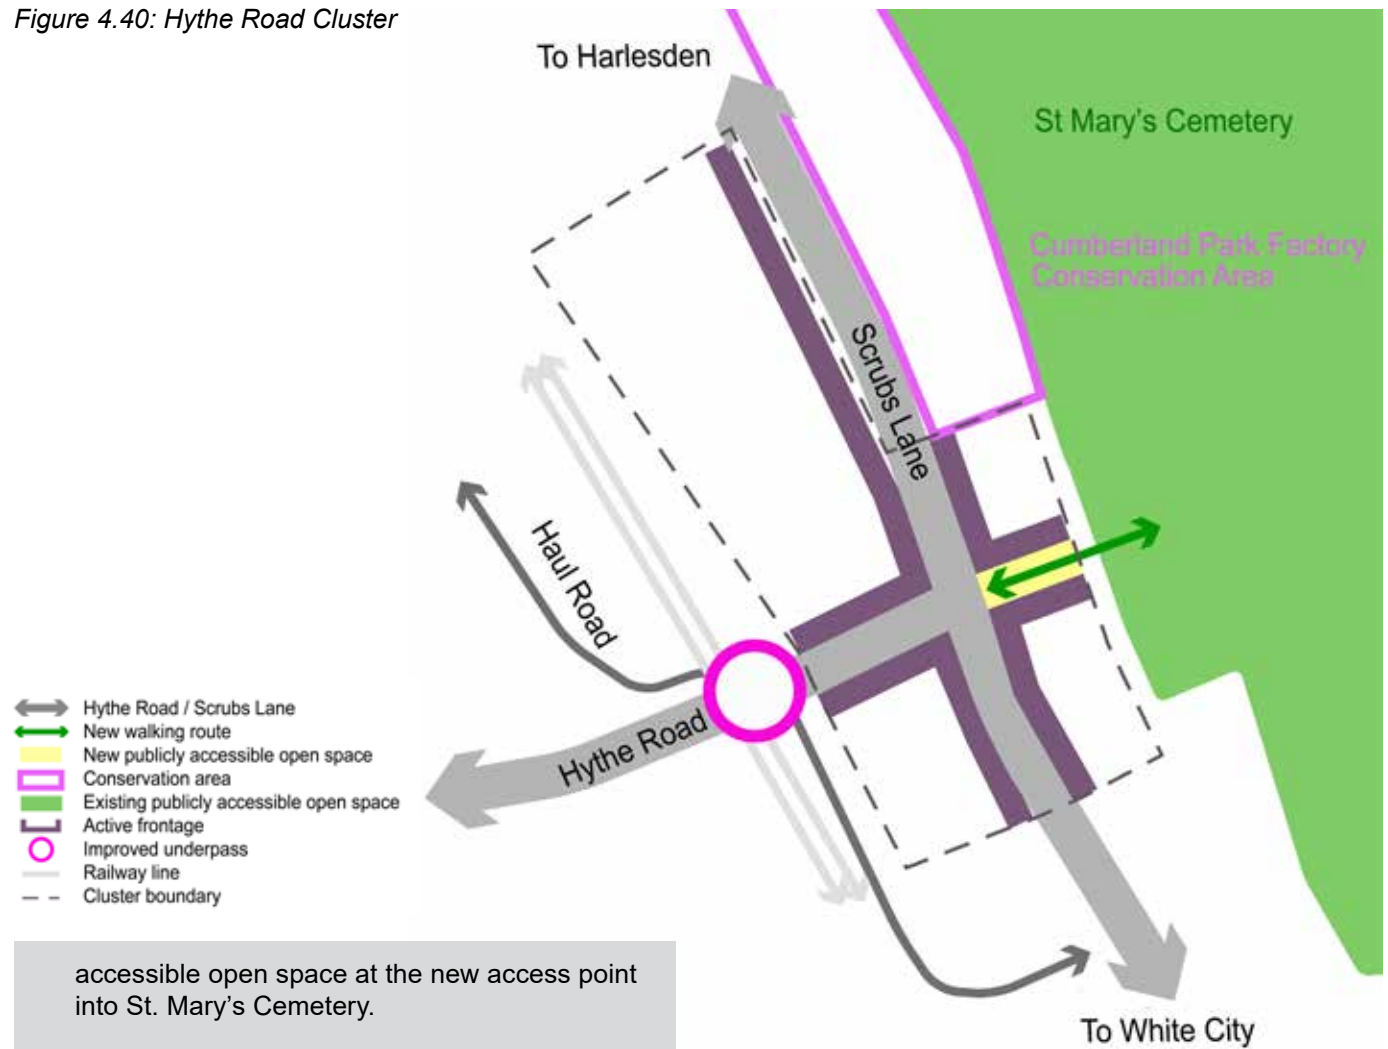 Figure 4.40: Hythe Road Cluster
To Harlesden
St Mary's Cemetery
Cumberland Park Factory
Conservation Area
Scrubs Lane
Haul Road
Hythe Road
Hythe Road / Scrubs Lane
New walking route
New publicly accessible open space
Conservation area
Existing publicly accessible open space
Active frontage
Improved underpass
Railway line
Cluster boundary
accessible open space at the new access point
into St. Mary’s Cemetery.
To White City